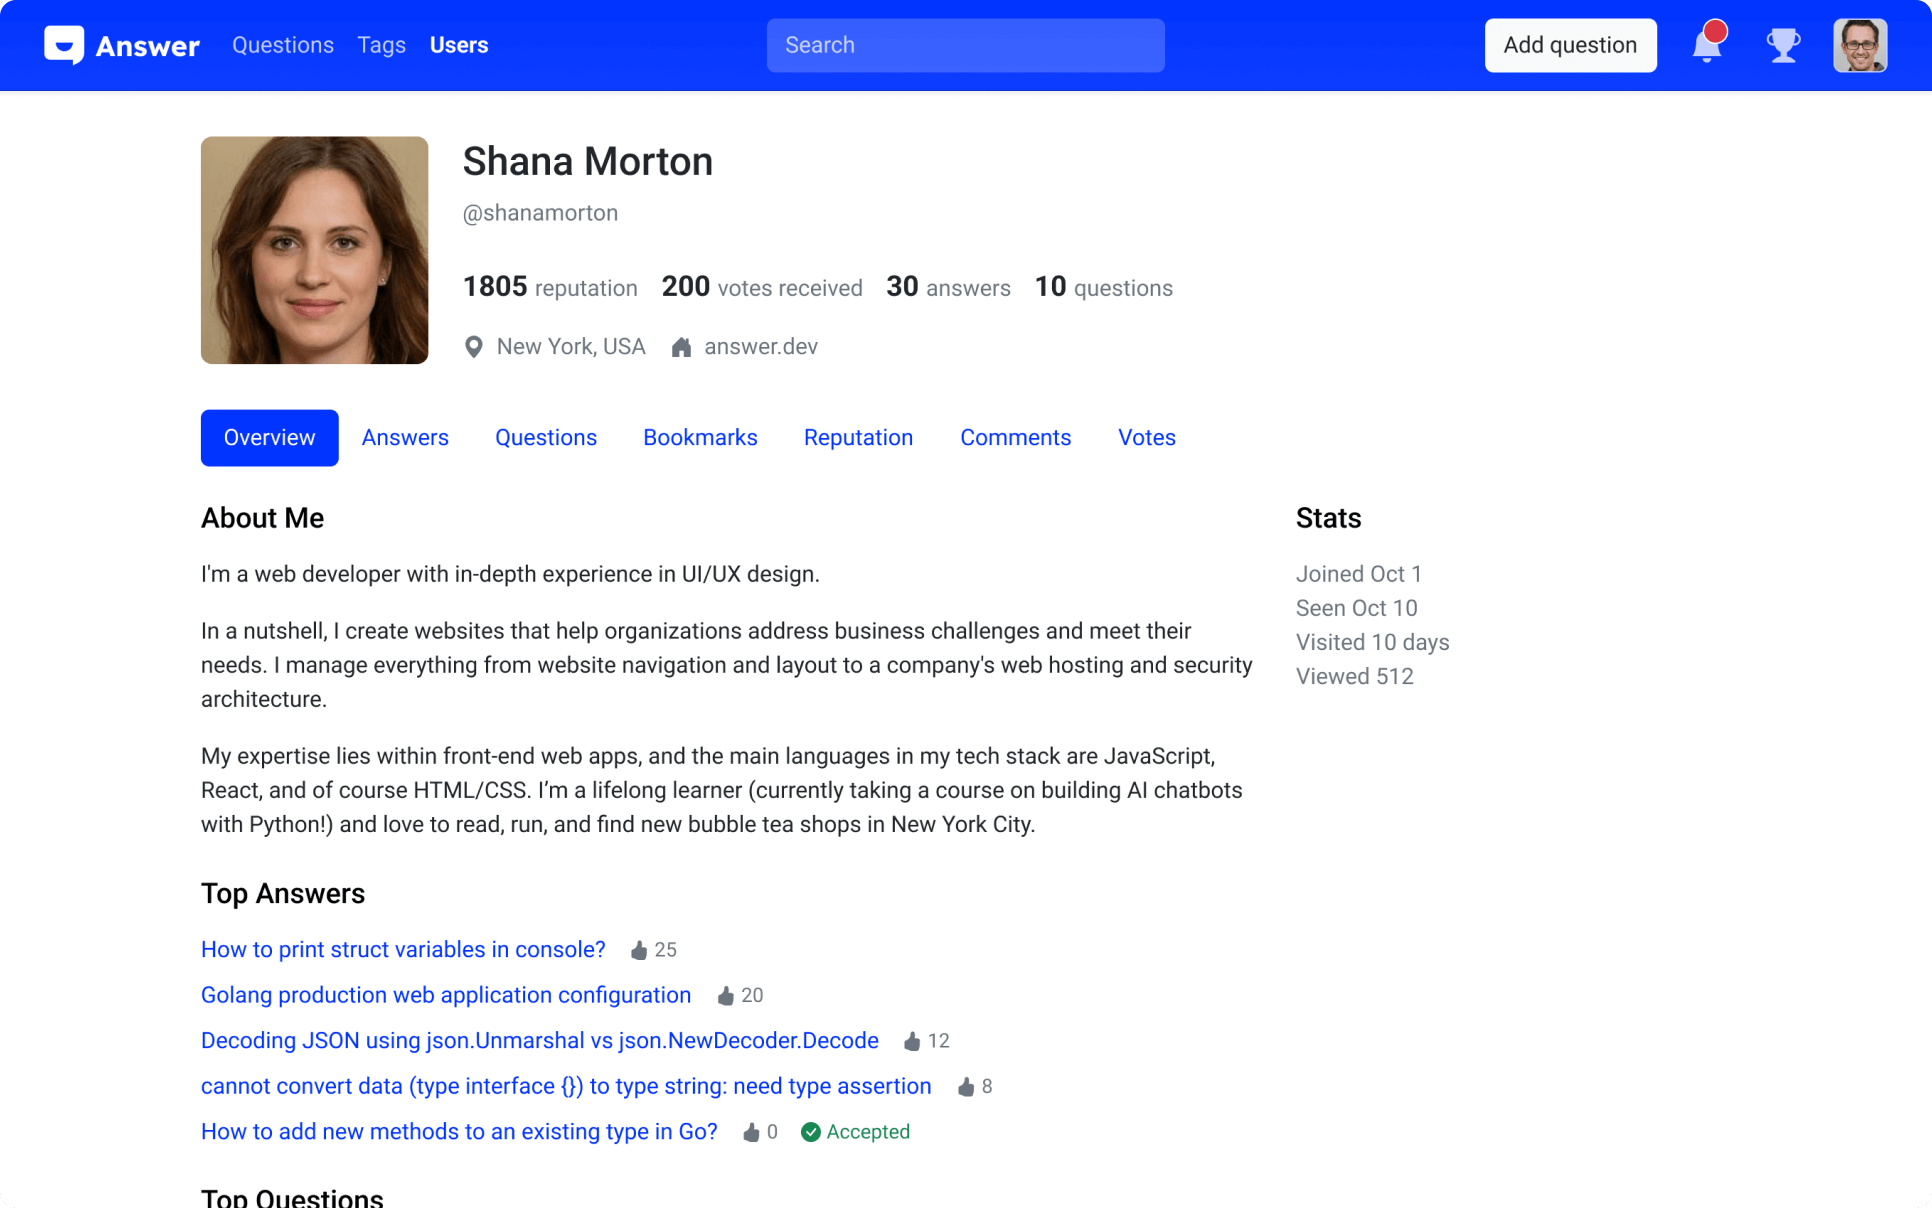 Answer Questions Tags Users Search Add question
Shana Morton
@shanamorton
1805 reputation 200 votes received 30 answers 10 questions
New York, USA answer.dev
Overview Answers Questions Bookmarks Reputation Comments Votes
About Me
I'm a web developer with in-depth experience in UI/UX design.
In a nutshell, I create websites that help organizations address business challenges and meet their
needs. I manage everything from website navigation and layout to a company's web hosting and security
architecture.
My expertise lies within front-end web apps, and the main languages in my tech stack are JavaScript,
React, and of course HTML/CSS. I’m a lifelong learner (currently taking a course on building AI chatbots
with Python!) and love to read, run, and find new bubble tea shops in New York City.
Top Answers
How to print struct variables in console? 25
Golang production web application configuration 20
Decoding JSON using json.Unmarshal vs json.NewDecoder.Decode 12
cannot convert data (type interface {}) to type string: need type assertion 8
How to add new methods to an existing type in Go? 0 Accepted
Top Questions
Stats
Joined Oct 1
Seen Oct 10
Visited 10 days
Viewed 512